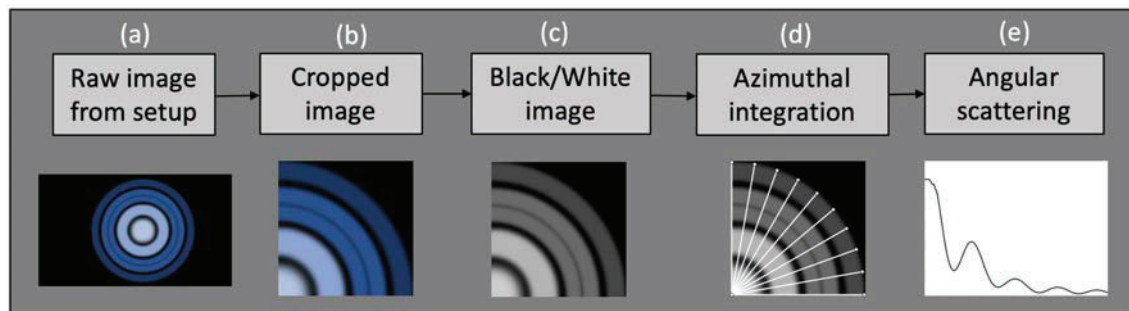 (a)
(b)
(c)
(d)
(e)
Raw image
from setup
Cropped
image
Black/White
image
Azimuthal
integration
Angular
scattering